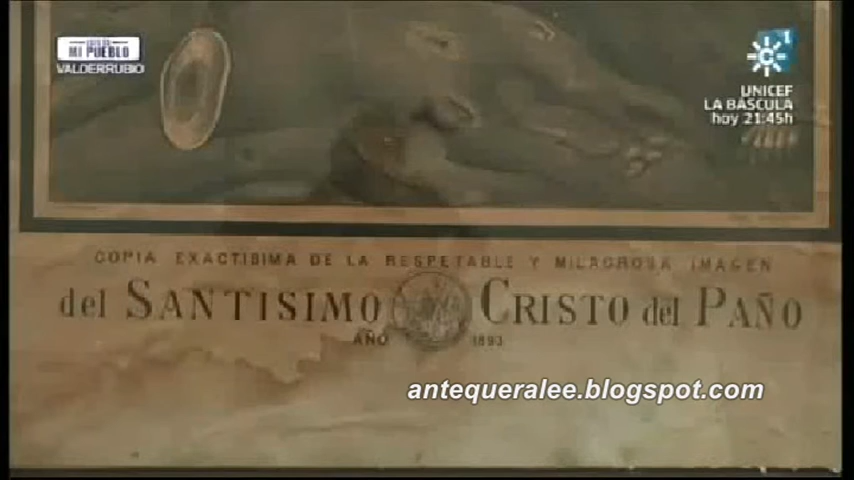 MI PUEBLO
VALDERRUBIO
1
UNICEF
LA BÁSCULA
hoy 21:45h
COPIA EXACTISIMA DE LA RESPETABLE Y MILAGROSA IMAGEN
del SANTISIMO CRISTO del PAÑO
AÑO 1893
antequeralee.blogspot.com